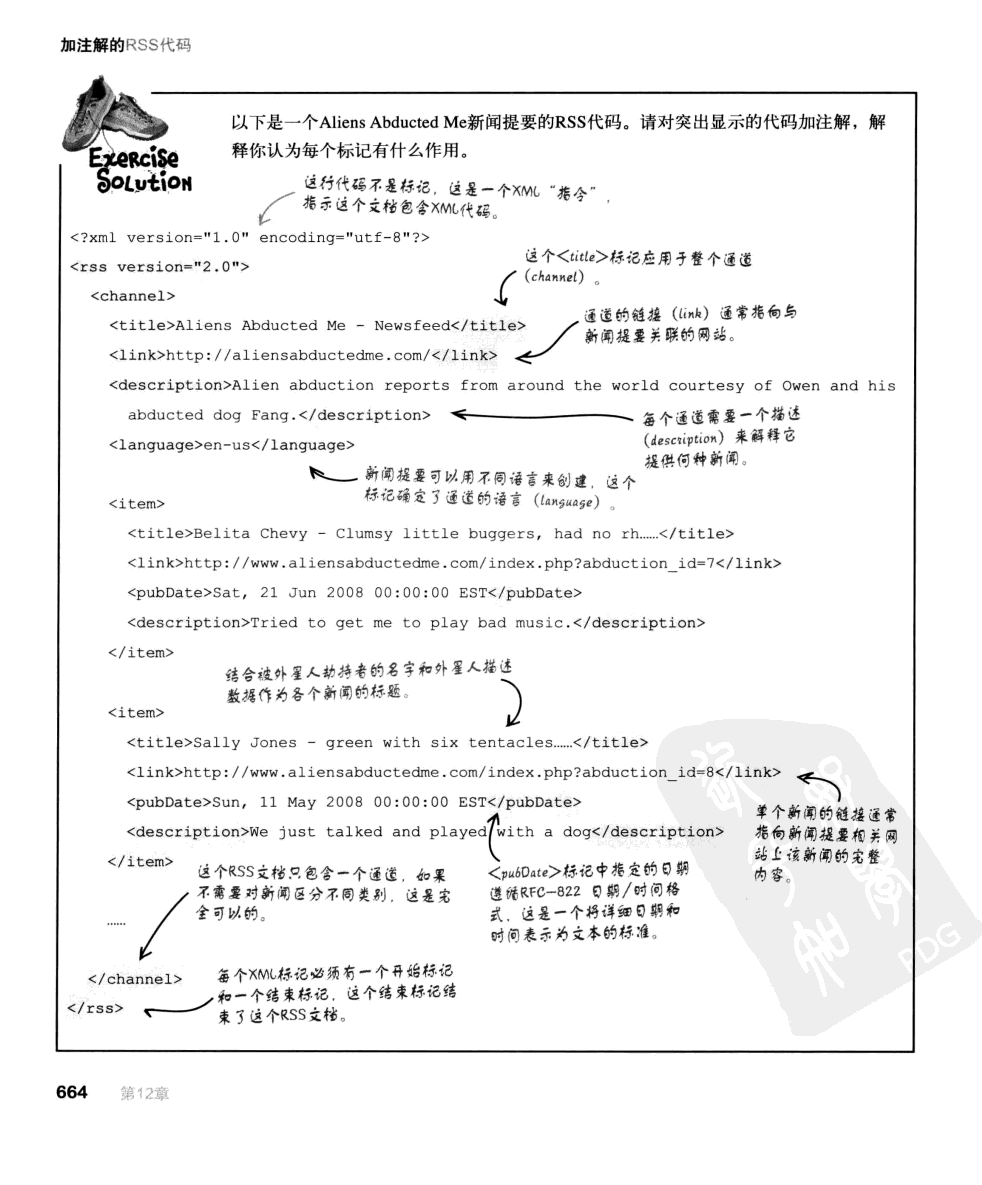 加注解的RSS代码
Exercise
Solution
以下是一个Aliens Abducted Me新闻提要的RSS代码。请对突出显示的代码加注解，解
释你认为每个标记有什么作用。
这行代码不是标记，这是一个XML“指令”，
指示这个文档包含XML代码。
<?xml version="1.0" encoding="utf-8"?>
<rss version="2.0">
这个<title>标记应用于整个通道
(channel) 。
<channel>
<title>Aliens Abducted Me - Newsfeed</title>
通道的链接（link）通常指向与
新闻提要关联的网站。
<link>http://aliensabductedme.com/</link>
<description>Alien abduction reports from around the world courtesy of Owen and his
abducted dog Fang.</description>
每个通道需要一个描述
(description) 来解释它
提供何种新闻。
<language>en-us</language>
新闻提要可以用不同语言来创建，这个
标记确定了通道的语言（language）。
<item>
<title>Belita Chevy - Clumsy little buggers, had no rh……</title>
<link>http://www.aliensabductedme.com/index.php?abduction_id=7</link>
<pubDate>Sat, 21 Jun 2008 00:00:00 EST</pubDate>
<description>Tried to get me to play bad music.</description>
</item>
结合被外星人劫持者的名字和外星人描述
数据作为各个新闻的标题。
<item>
<title>Sally Jones - green with six tentacles……</title>
<link>http://www.aliensabductedme.com/index.php?abduction_id=8</link>
<pubDate>Sun, 11 May 2008 00:00:00 EST</pubDate>
<description>We just talked and played with a dog</description>
单个新闻的链接通常
指向新闻提要相关网
站上该新闻的完整
内容。
</item>
这个RSS文档只包含一个通道，如果
不需要对新闻区分不同类别，这是完
全可以的。
<pubDate>标记中指定的日期
遵循RFC-822 日期/时间格
式，这是一个将详细日期和
时间表示为文本的标准。
……
</channel>
每个XML标记必须有一个开始标记
和一个结束标记，这个结束标记结
束了这个RSS文档。
</rss>
PDG
664 第12章